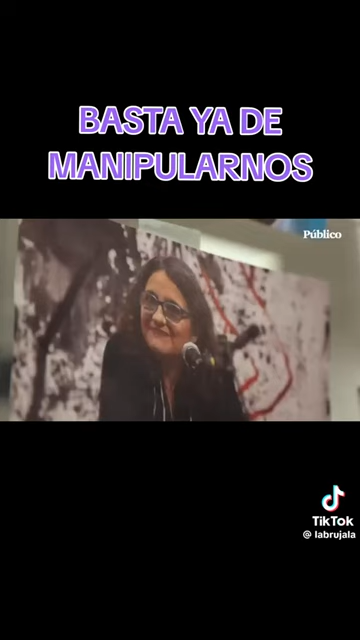 BASTA YA DE
MANIPULARNOS
Público
TikTok
@ labrujala